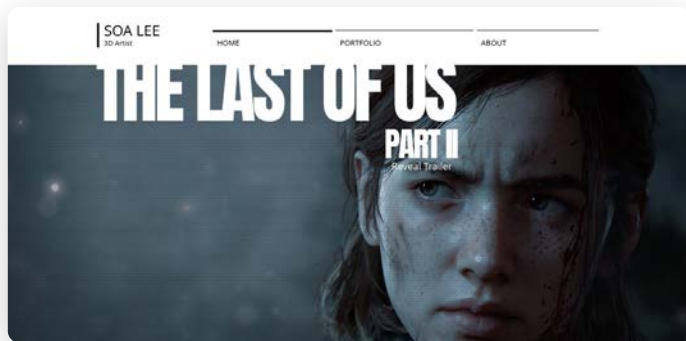 SOA LEE
3D Artist
HOME
PORTFOLIO
ABOUT
THE LAST OF US
PART II
Reveal Trailer